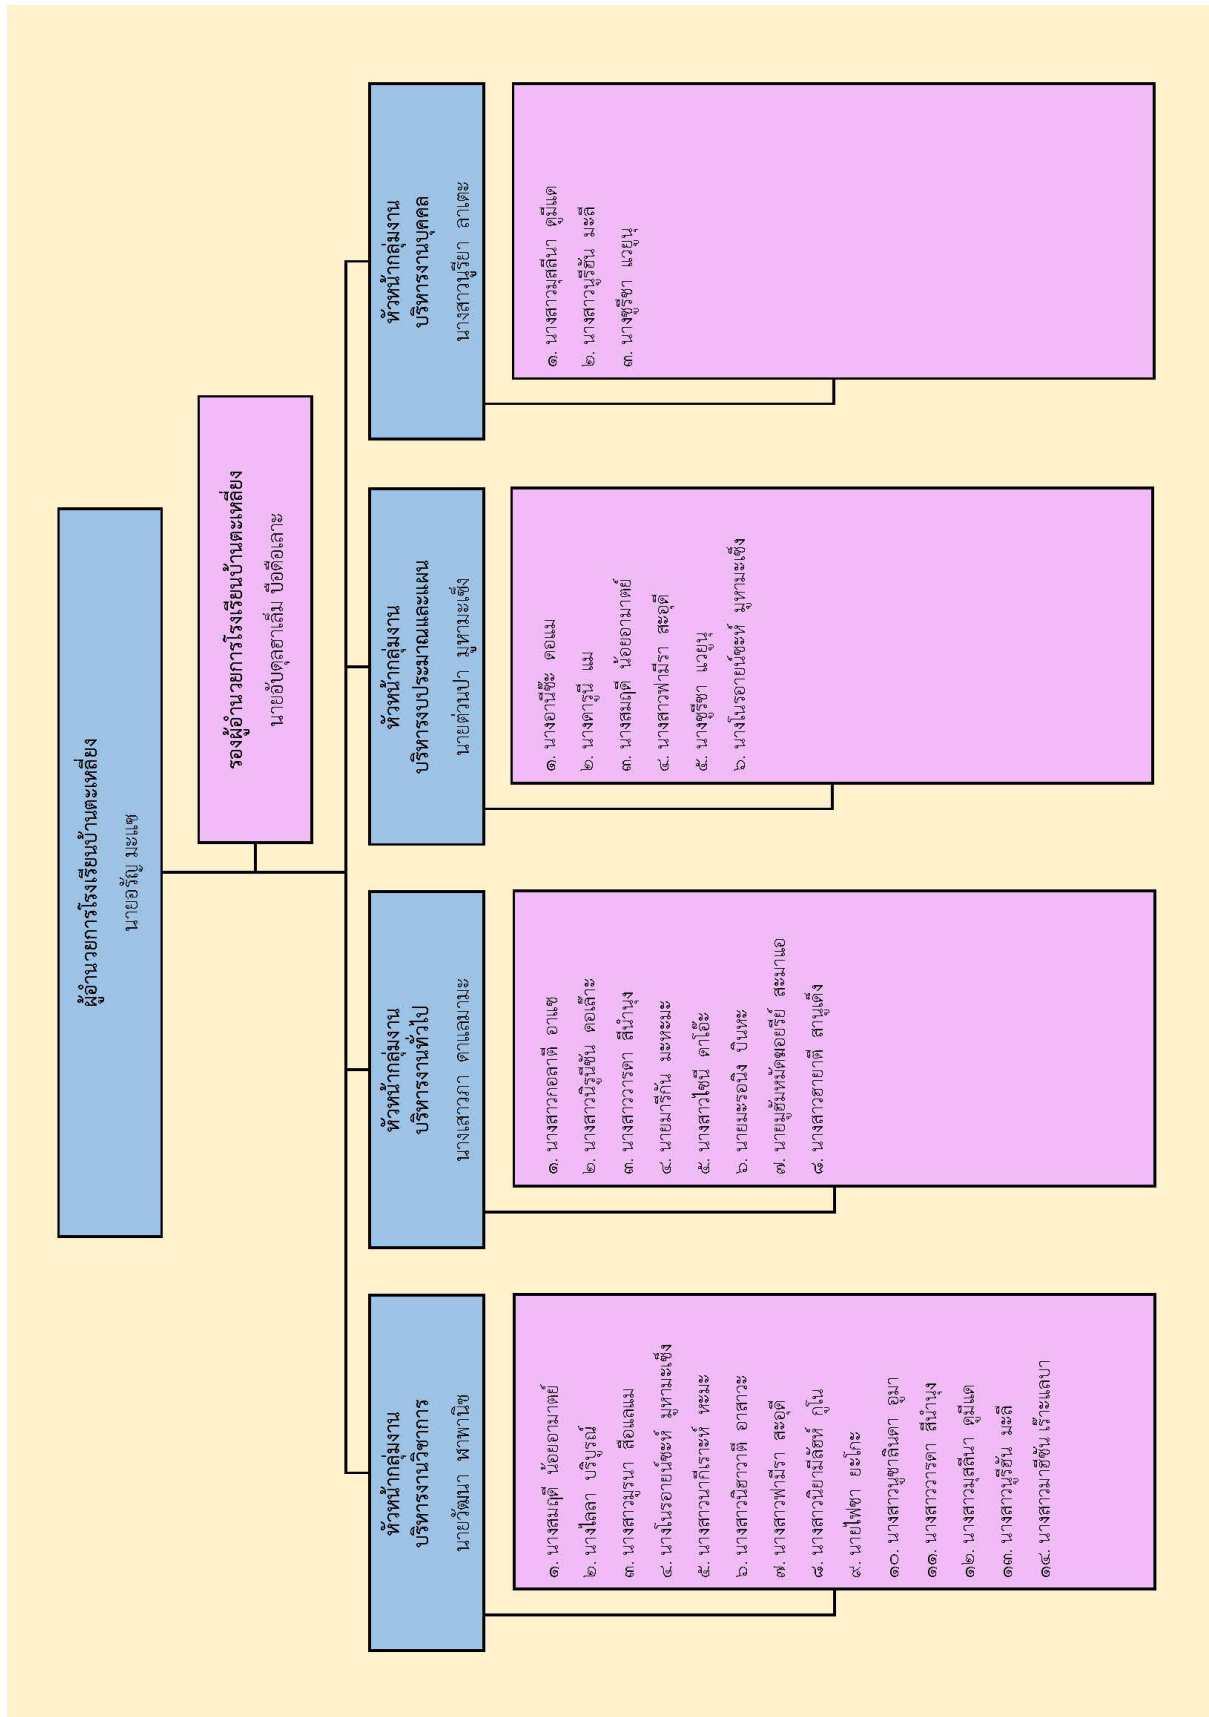 ผู้อำนวยการโรงเรียนบ้านตะเหลี่ยง
นายอรัญ มะแซ
รองผู้อำนวยการโรงเรียนบ้านตะเหลี่ยง
นายอับดุลฮาเล็ม บือดือเลาะ
หัวหน้ากลุ่มงาน
บริหารงานวิชาการ
นายวัฒนา พ่าพานิช
๑. นางสมฤดี น้อยอามาตย์
๒. นางไลลา บริบูรณ์
๓. นางสาวมูรนา สือแลแม
๔. นางโนรอายน์ซะห์ มูหามะเซ็ง
๕. นางสาวนากีเราะห์ หะมะ
๖. นางสาวนิฮาวาตี อาสาวะ
๗. นางสาวฟามีรา สะอุดี
๘. นางสาวนิยามีลัยห์ กูโน
๙. นายไฟซา ยะโกะ
๑๐. นางสาวนูซาลินดา อูมา
๑๑. นางสาววารดา สีนำนุง
๑๒. นางสาวมุสลีนา ดูมีแด
๑๓. นางสาวนูรีฮัน มะลี
๑๔. นางสาวมาฮีซัน เร๊าะแลบา
หัวหน้ากลุ่มงาน
บริหารงานทั่วไป
นางเสาวภา ดาแลมามะ
๑. นางสาวกอลาตี อาแซ
๒. นางสาวนิรูนีซัน ดอเล๊าะ
๓. นางสาววารดา สีนำนุง
๔. นายมารีกัน มะหะมะ
๕. นางสาวไซนี ดาโอ๊ะ
๖. นายมะรอนิง บินหะ
๗. นายมูฮัมหมัดฆอยรีย์ สะมาแอ
๘. นางสาวฮายาตี สานูเด็ง
หัวหน้ากลุ่มงาน
บริหารงบประมาณและแผน
นายต่วนปา มูหามะเซ็ง
๑. นางอานีซ๊ะ ดอแม
๒. นางดารูนี แม
๓. นางสมฤดี น้อยอามาตย์
๔. นางสาวฟามีรา สะอุดี
๕. นางซูรีซา แวยูนุ
๖. นางโนรอายน์ซะห์ มูหามะเซ็ง
หัวหน้ากลุ่มงาน
บริหารงานบุคคล
นางสาวนูรียา ลาเตะ
๑. นางสาวมุสลีนา ดูมีแด
๒. นางสาวนูรีฮัน มะลี
๓. นางซูรีซา แวยูนุ